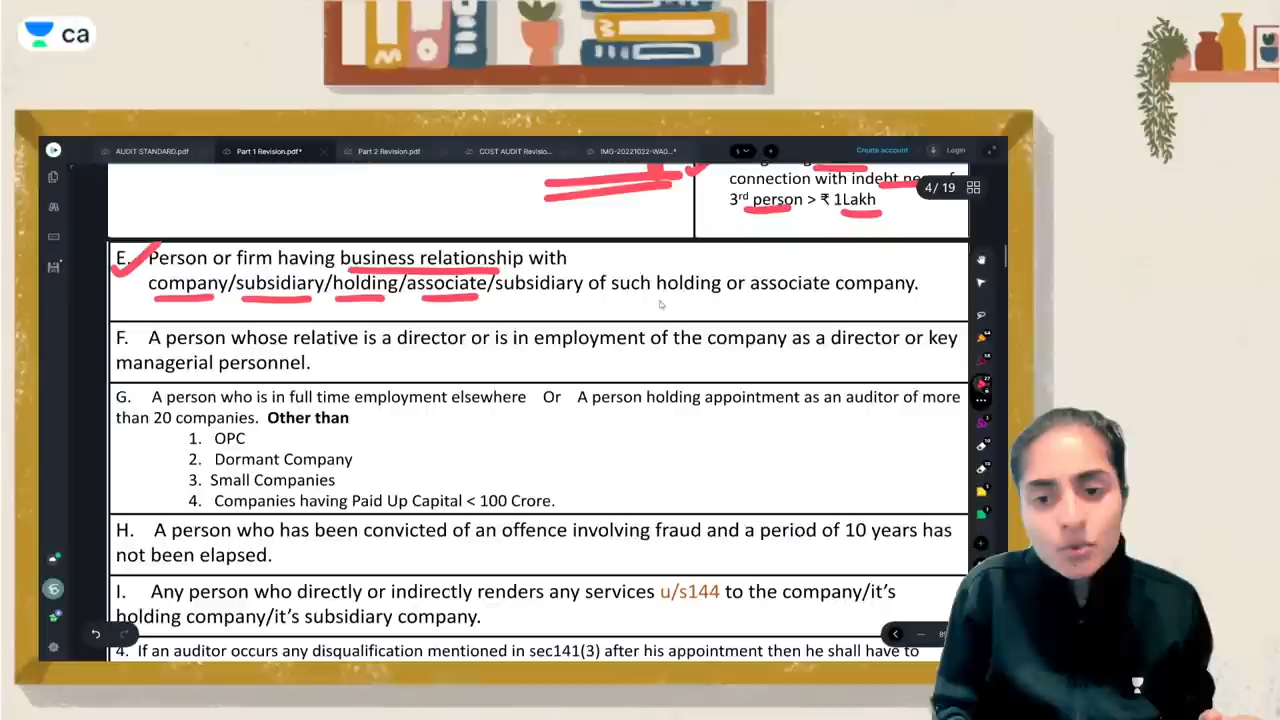 ca
AUDIT STANDARD.pdf
Part 1 Revision.pdf*
Part 2 Revision.pdf
COST AUDIT Revisio...
IMG-20221022-WA0...*
5
Create account
Login
4/19
connection with
3rd person > ₹ 1Lakh
E. Person or firm having business relationship with
company/subsidiary/holding/associate/subsidiary of such holding or associate company.
F. A person whose relative is a director or is in employment of the company as a director or key
managerial personnel.
G. A person who is in full time employment elsewhere Or A person holding appointment as an auditor of more
than 20 companies. Other than
1. OPC
2. Dormant Company
3. Small Companies
4. Companies having Paid Up Capital < 100 Crore.
H. A person who has been convicted of an offence involving fraud and a period of 10 years has
not been elapsed.
I. Any person who directly or indirectly renders any services u/s144 to the company/it's
holding company/it's subsidiary company.
4. If an auditor occurs any disqualification mentioned in sec141(3) after his appointment then he shall have to